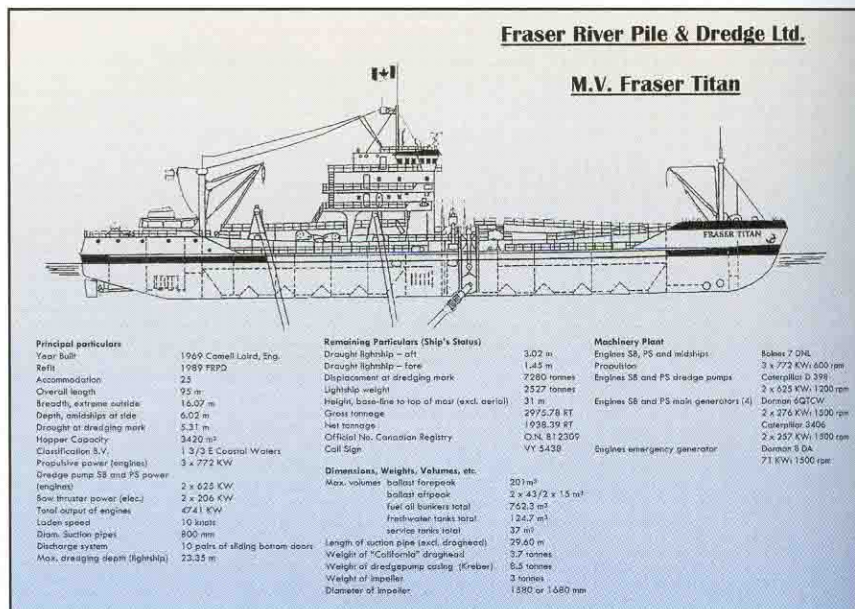 Fraser River Pile & Dredge Ltd.
M.V. Fraser Titan
FRASER TITAN
Principal particulars
Year Built 1969 Camell Laird, Eng.
Refit 1989 FRPD
Accommodation 25
Overall length 95 m
Breadth, extreme outside 16.07 m
Depth, amidships at side 6.02 m
Draught at dredging mark 5.31 m
Hopper Capacity 3420 m³
Classification B.V. 1 3/3 E Coastal Waters
Propulsive power (engines) 3 x 772 KW
Dredge pump SB and PS power
(engines) 2 x 625 KW
Bow thruster power (elec.) 2 x 206 KW
Total output of engines 4741 KW
Laden speed 10 knots
Diam. Suction pipes 800 mm
Discharge system 10 pairs of sliding bottom doors
Max. dredging depth (lightship) 23.35 m
Remaining Particulars (Ship's Status)
Draught lightship – aft 3.02 m
Draught lightship – fore 1.45 m
Displacement at dredging mark 7280 tonnes
Lightship weight 2527 tonnes
Height, base-line to top of mast (excl. aerial) 31 m
Gross tonnage 2975.78 RT
Net tonnage 1938.39 RT
Official No. Canadian Registry O.N. 812309
Call Sign VY 5438
Dimensions, Weights, Volumes, etc.
Max. volumes ballast forepeak 201m³
ballast aftpeak 2 x 43/2 x 15 m³
fuel oil bunkers total 762.3 m³
freshwater tanks total 124.7 m³
service tanks total 37 m³
Length of suction pipe (excl. draghead) 29.60 m
Weight of "California" draghead 3.7 tonnes
Weight of dredgepump casing (Kreber) 8.5 tonnes
Weight of impeller 3 tonnes
Diameter of impeller 1580 or 1680 mm
Machinery Plant
Engines SB, PS and midships Bolnes 7 DNL
Propulsion 3 x 772 KW: 600 rpm
Engines SB and PS dredge pumps Caterpillar D 398
2 x 625 KW: 1200 rpm
Engines SB and PS main generators (4) Dorman 6QTCW
2 x 276 KW: 1500 rpm
Caterpillar 3406
2 x 257 KW: 1500 rpm
Engines emergency generator Dorman 8 DA
71 KW: 1500 rpm